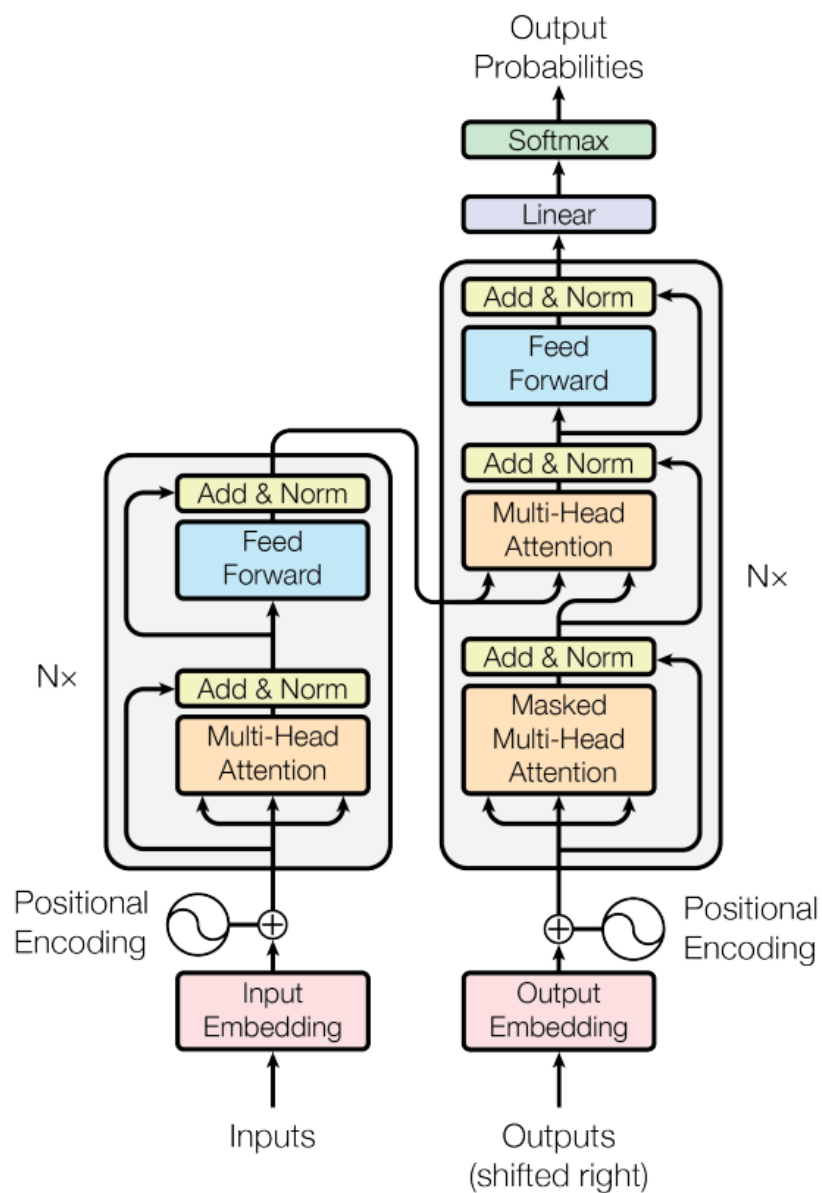 Output
Probabilities
Softmax
Linear
Add & Norm
Feed
Forward
Add & Norm
Multi-Head
Attention
Add & Norm
Masked
Multi-Head
Attention
N×
Add & Norm
Feed
Forward
Add & Norm
Multi-Head
Attention
N×
Positional
Encoding
Positional
Encoding
Input
Embedding
Output
Embedding
Inputs
Outputs
(shifted right)